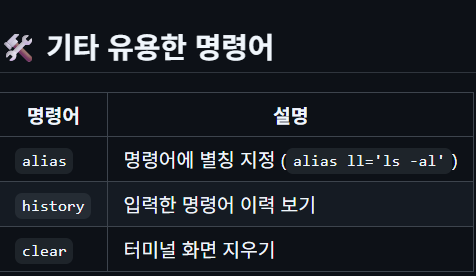 🛠 기타 유용한 명령어
명령어 설명
alias 명령어에 별칭 지정 (alias ll='ls -al')
history 입력한 명령어 이력 보기
clear 터미널 화면 지우기